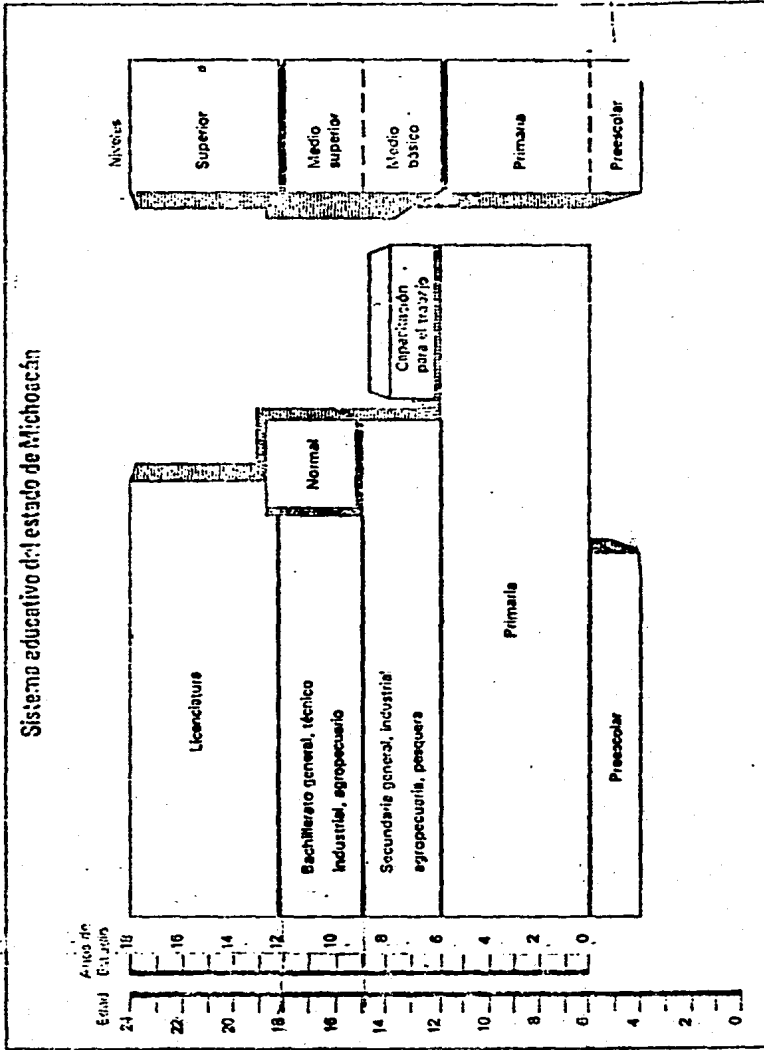 Sistema educativo del estado de Michoacán
Edad
Años de
Estudio
Niveles
24
22
20
18
16
14
12
10
8
6
4
2
0
18
16
14
12
10
8
6
4
2
0
Licenciatura
Bachillerato general, técnico
industrial, agropecuario
Normal
Secundaria general, industrial
agropecuaria, pesquera
Capacitación
para el trabajo
Primaria
Preescolar
Superior
Medio
superior
Medio
básico
Primaria
Preescolar